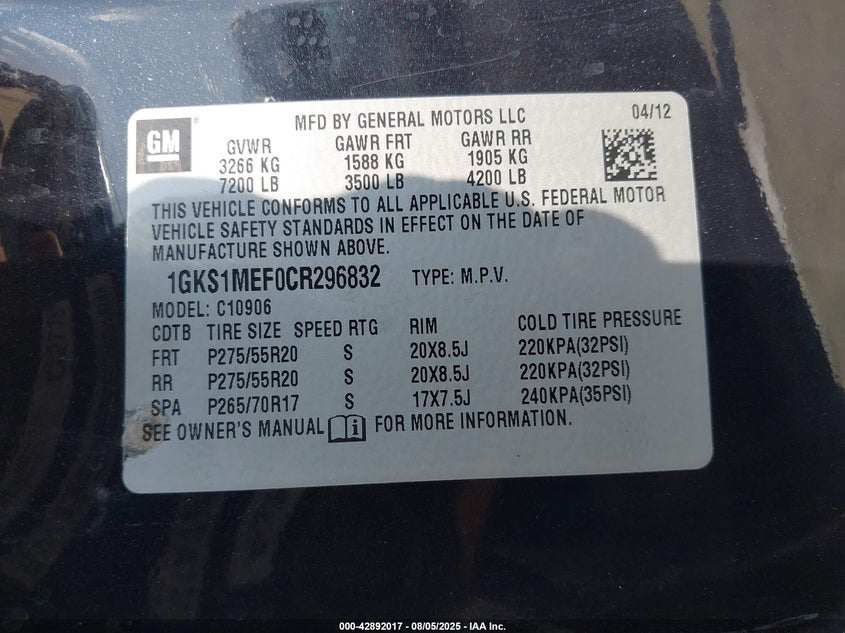 GM
MFD BY GENERAL MOTORS LLC 04/12
GVWR GAWR FRT GAWR RR
3266 KG 1588 KG 1905 KG
7200 LB 3500 LB 4200 LB
THIS VEHICLE CONFORMS TO ALL APPLICABLE U.S. FEDERAL MOTOR
VEHICLE SAFETY STANDARDS IN EFFECT ON THE DATE OF
MANUFACTURE SHOWN ABOVE.
1GKS1MEF0CR296832 TYPE: M.P.V.
MODEL: C10906
CDTB TIRE SIZE SPEED RTG RIM COLD TIRE PRESSURE
FRT P275/55R20 S 20X8.5J 220KPA(32PSI)
RR P275/55R20 S 20X8.5J 220KPA(32PSI)
SPA P265/70R17 S 17X7.5J 240KPA(35PSI)
SEE OWNER'S MANUAL FOR MORE INFORMATION.
000-42892017 - 08/05/2025 - IAA Inc.